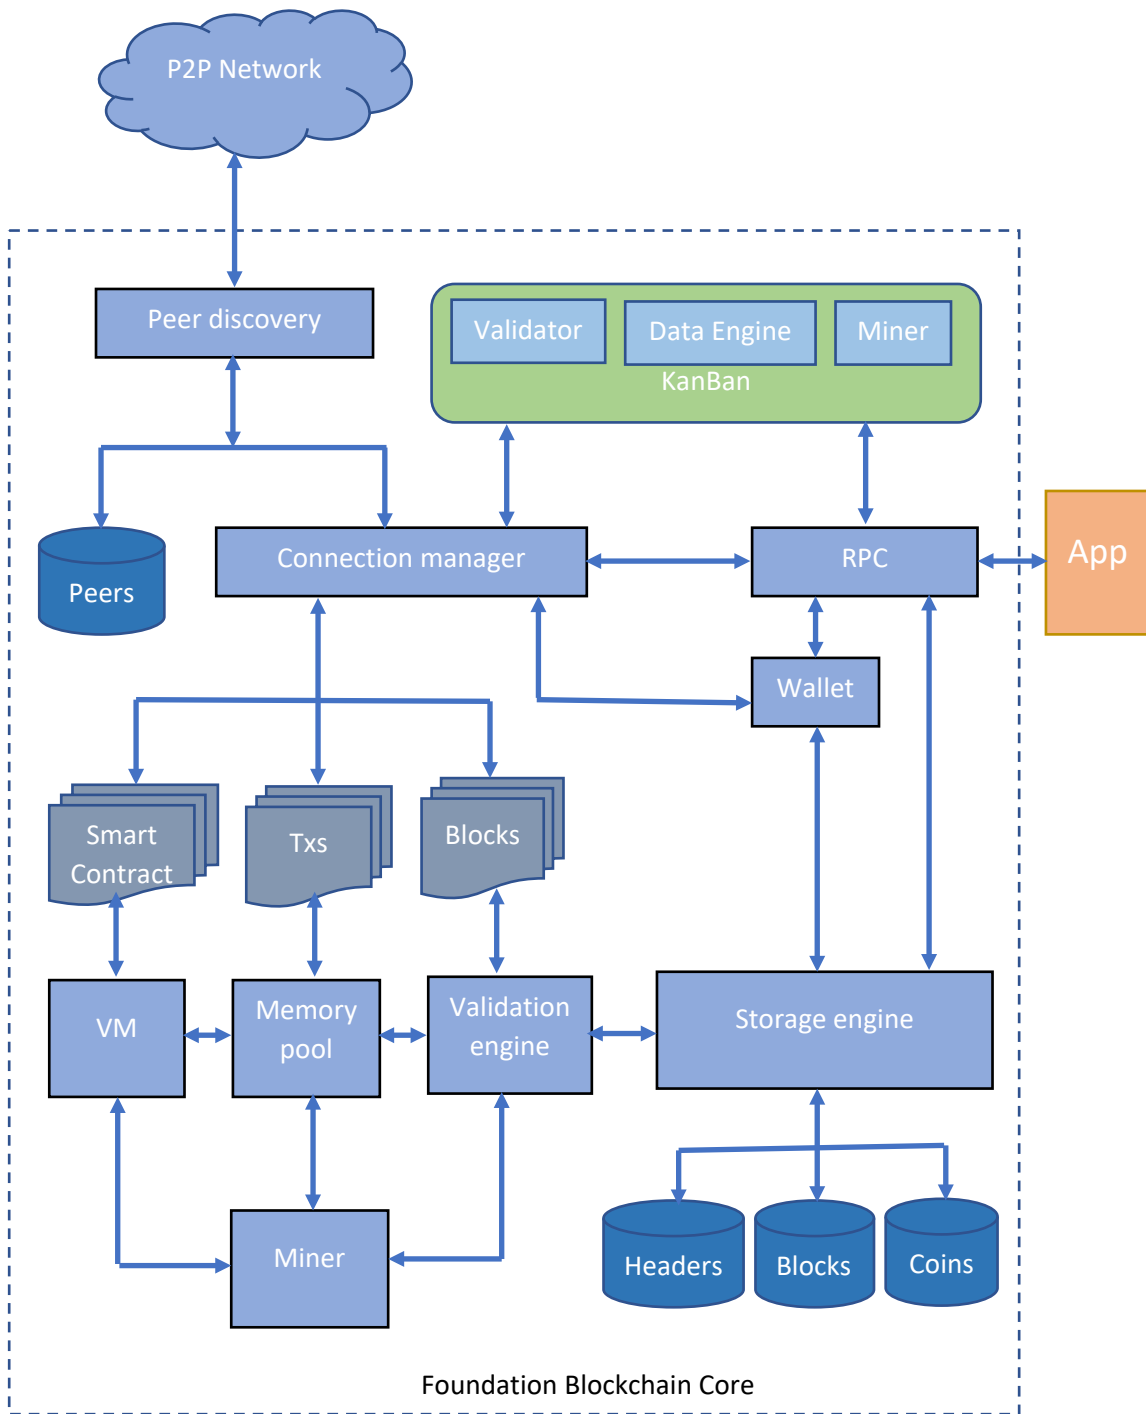 P2P Network
Peer discovery
Validator
Data Engine
Miner
KanBan
Connection manager
RPC
App
Peers
Wallet
Smart
Contract
Txs
Blocks
VM
Memory
pool
Validation
engine
Storage engine
Miner
Headers
Blocks
Coins
Foundation Blockchain Core